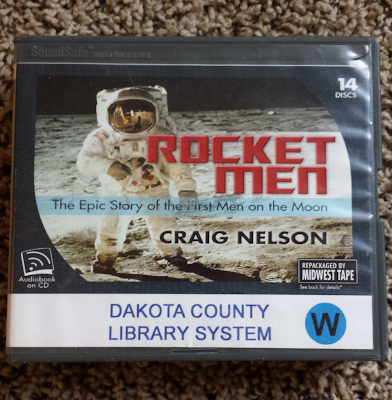 SoundSafe
14
DISCS
ROCKET
MEN
The Epic Story of the First Men on the Moon
CRAIG NELSON
Audiobook
on CD
REPACKAGED BY
MIDWEST TAPE
See back for details*
DAKOTA COUNTY
LIBRARY SYSTEM
W